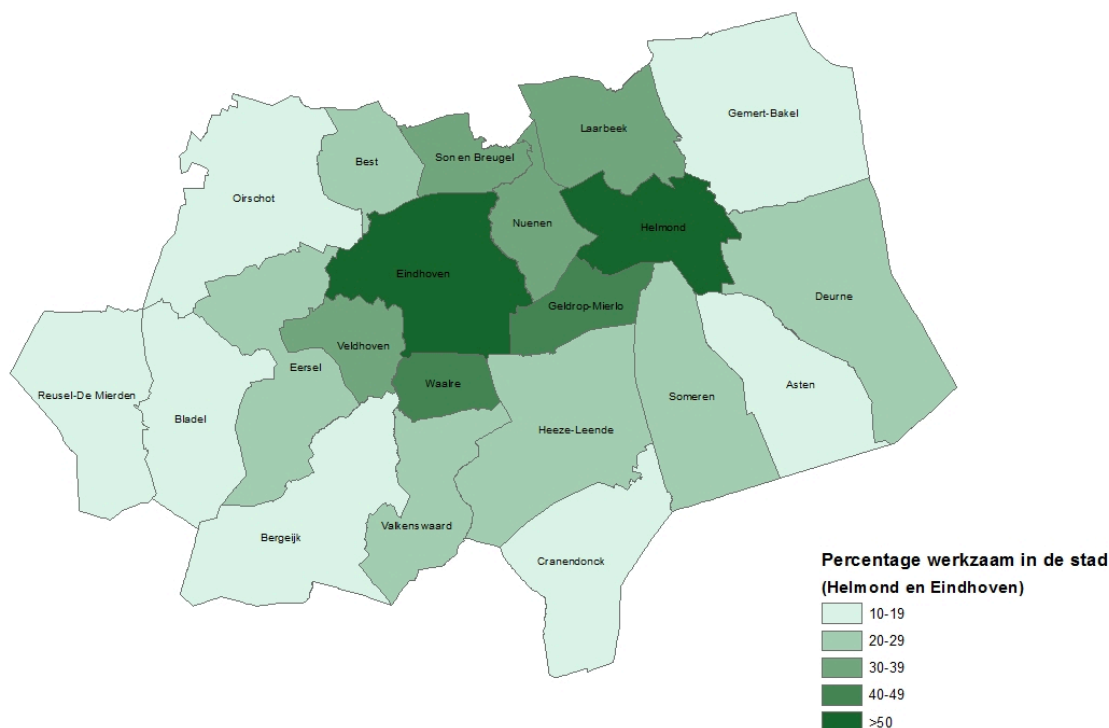 Gemert-Bakel
Laarbeek
Best
Son en Breugel
Oirschot
Nuenen
Helmond
Eindhoven
Deurne
Geldrop-Mierlo
Veldhoven
Eersel
Waalre
Asten
Reusel-De Mierden
Someren
Bladel
Heeze-Leende
Valkenswaard
Bergeijk
Cranendonck
Percentage werkzaam in de stad
(Helmond en Eindhoven)
10-19
20-29
30-39
40-49
>50